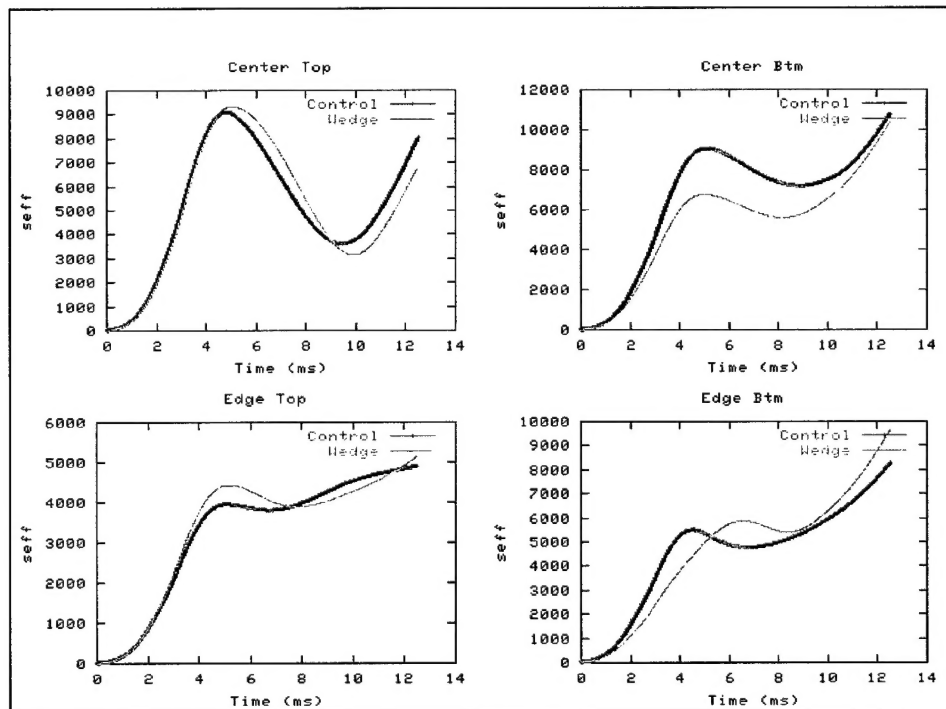 Center Top
10000
9000
8000
7000
6000
5000
4000
3000
2000
1000
0
seff
Control
Wedge
0 2 4 6 8 10 12 14
Time (ms)
Center Btm
12000
10000
8000
6000
4000
2000
0
seff
Control
Wedge
0 2 4 6 8 10 12 14
Time (ms)
Edge Top
6000
5000
4000
3000
2000
1000
0
seff
Control
Wedge
0 2 4 6 8 10 12 14
Time (ms)
Edge Btm
10000
9000
8000
7000
6000
5000
4000
3000
2000
1000
0
seff
Control
Wedge
0 2 4 6 8 10 12 14
Time (ms)